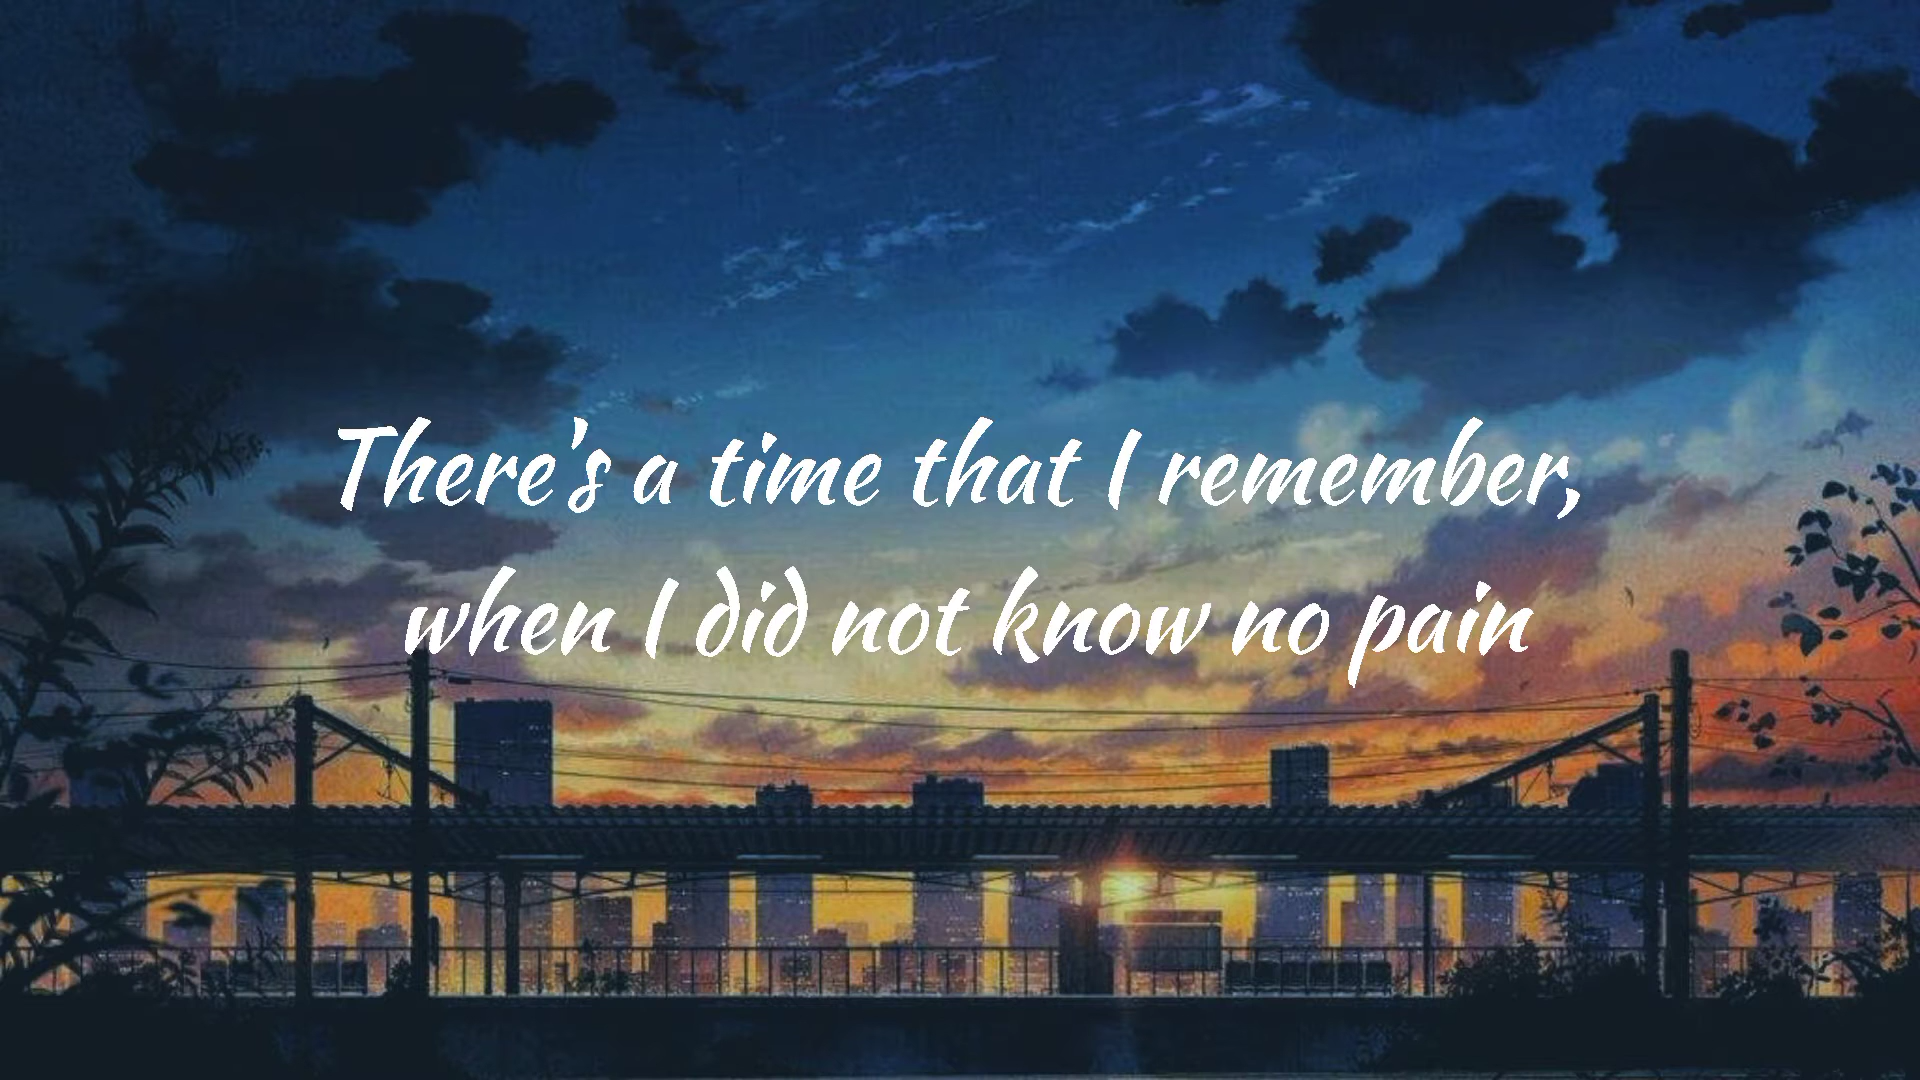 There's a time that I remember,
when I did not know no pain